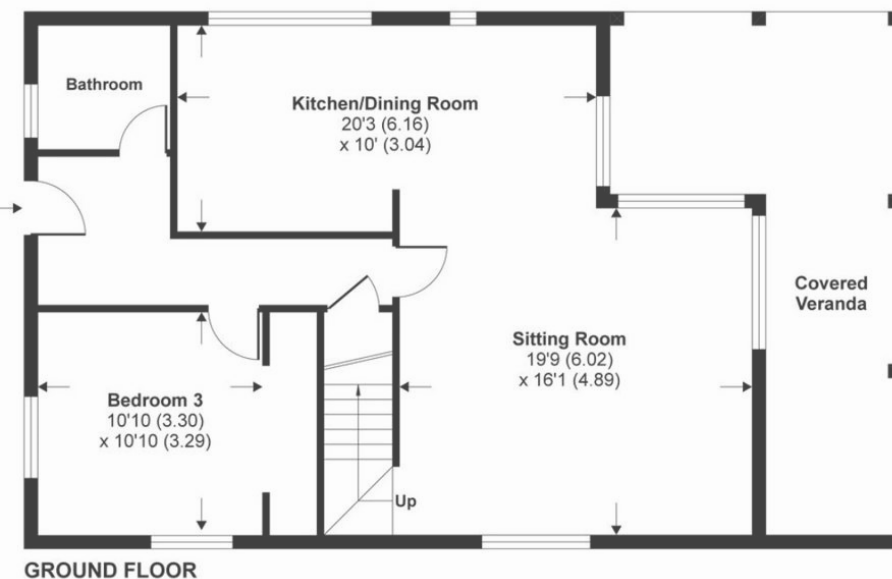 Bathroom
Kitchen/Dining Room
20'3 (6.16)
x 10' (3.04)
Covered
Veranda
Sitting Room
19'9 (6.02)
x 16'1 (4.89)
Bedroom 3
10'10 (3.30)
x 10'10 (3.29)
Up
GROUND FLOOR